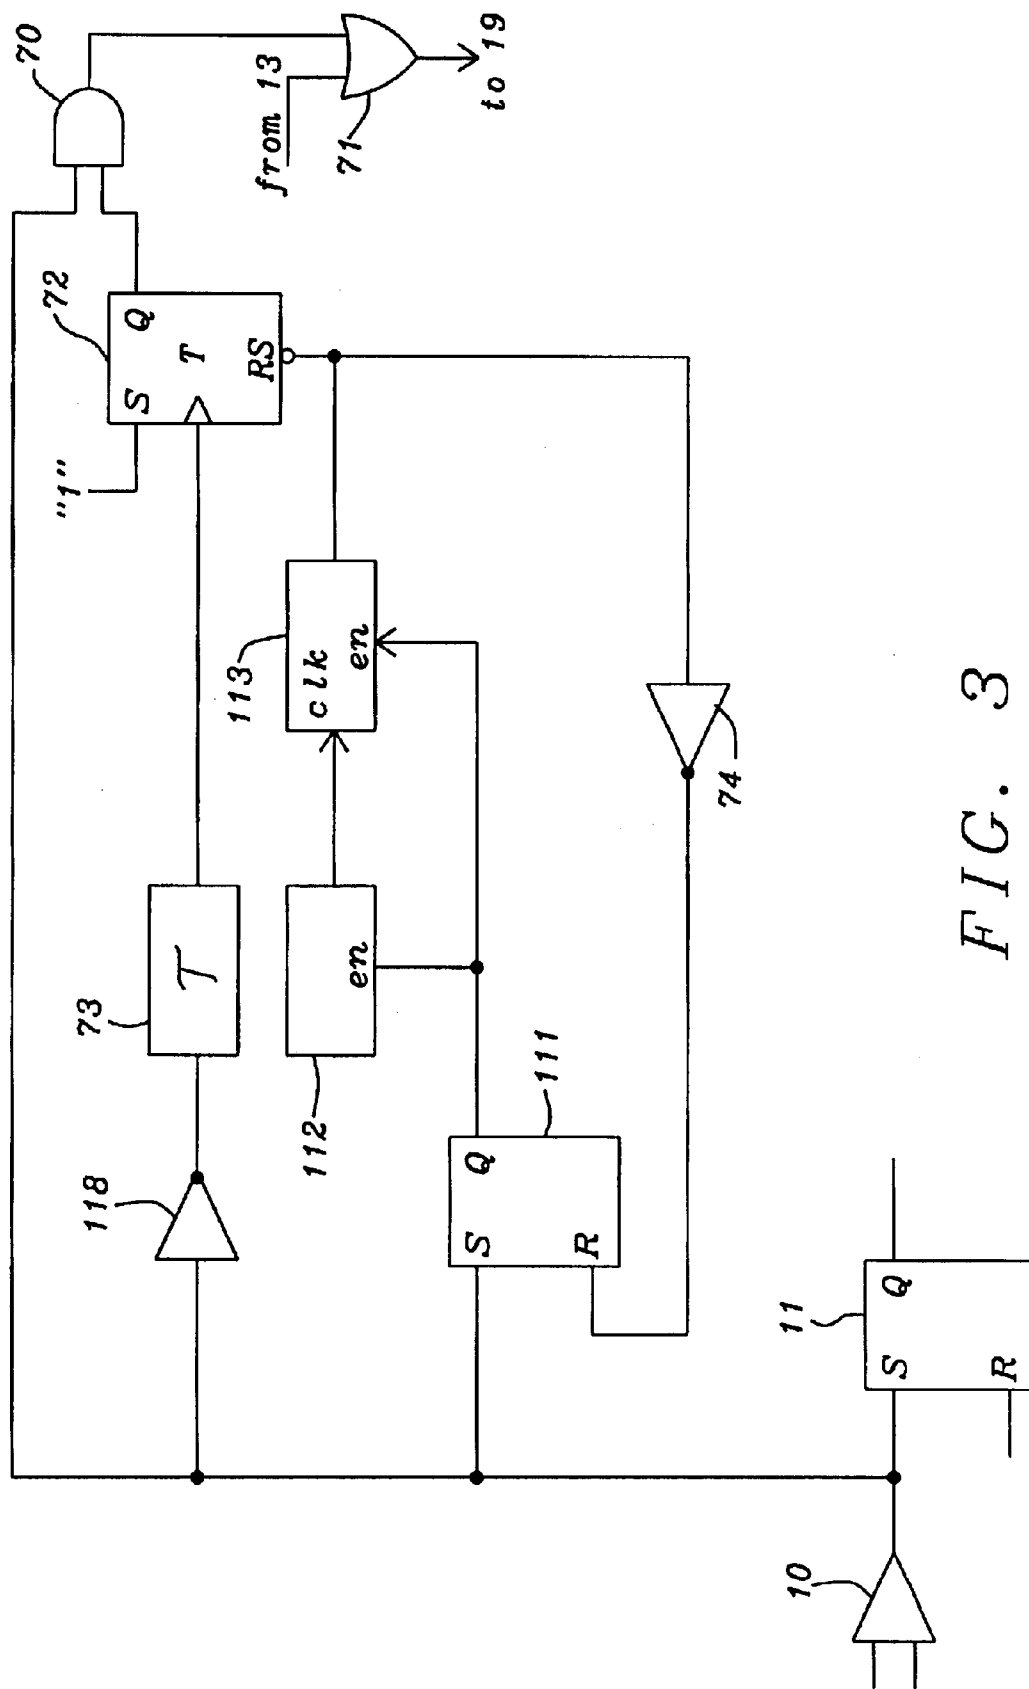 70
72
"1"
S
Q
T
RS
from 13
71
to 19
118
73
T
113
clk
en
112
en
111
S
Q
R
74
10
11
S
Q
R
FIG. 3